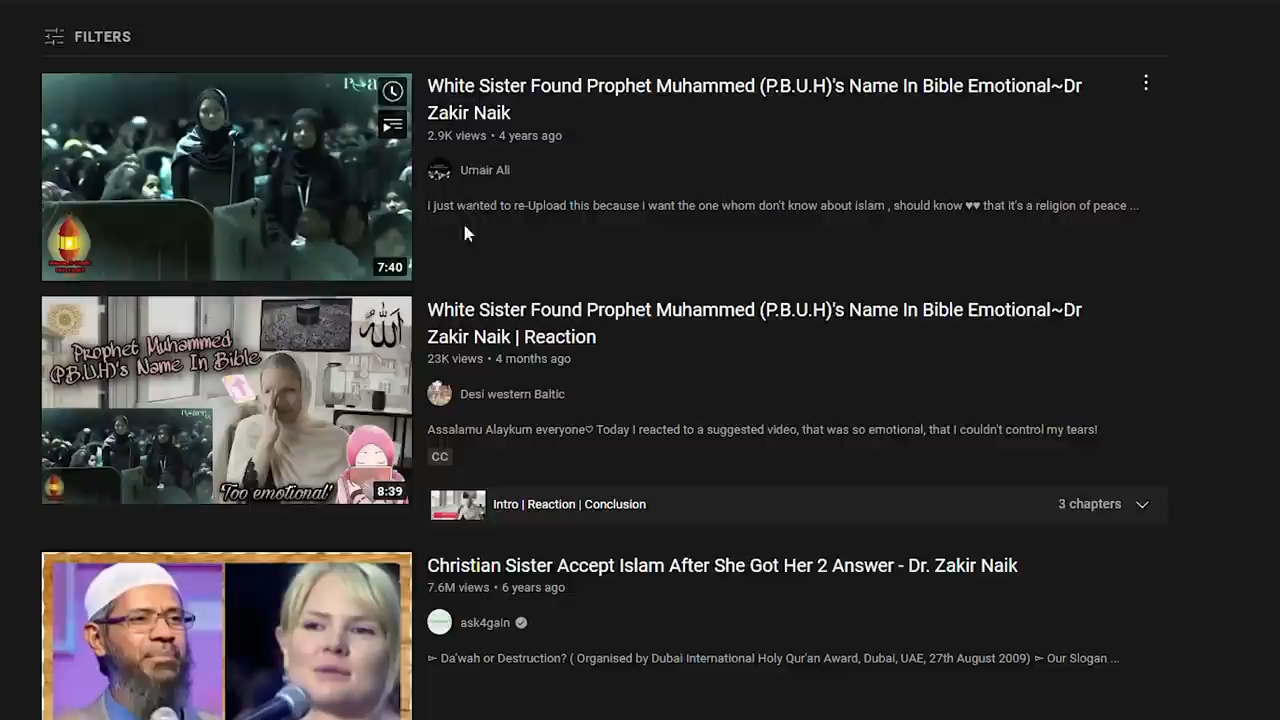 FILTERS
White Sister Found Prophet Muhammed (P.B.U.H)'s Name In Bible Emotional~Dr
Zakir Naik
2.9K views • 4 years ago
Umair Ali
i just wanted to re-Upload this because i want the one whom don't know about islam , should know ♥♥ that it's a religion of peace ...
7:40
White Sister Found Prophet Muhammed (P.B.U.H)'s Name In Bible Emotional~Dr
Zakir Naik | Reaction
23K views • 4 months ago
Desi western Baltic
Assalamu Alaykum everyone♡ Today I reacted to a suggested video, that was so emotional, that I couldn't control my tears!
CC
Prophet Muhammed
(P.B.U.H)'s Name In Bible
الله
'Too emotional'
8:39
Intro | Reaction | Conclusion
3 chapters
Christian Sister Accept Islam After She Got Her 2 Answer - Dr. Zakir Naik
7.6M views • 6 years ago
ask4gain
▻ Da'wah or Destruction? ( Organised by Dubai International Holy Qur'an Award, Dubai, UAE, 27th August 2009) ▻ Our Slogan ...